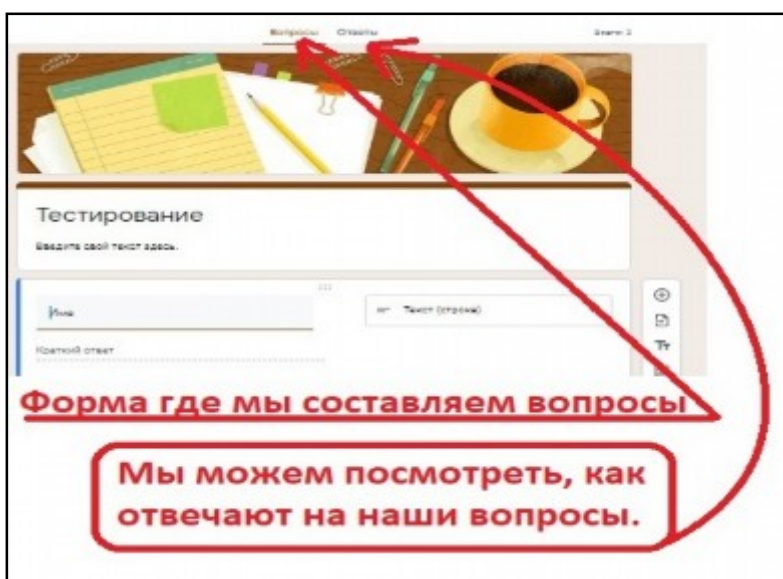 Вопросы Ответы
Тестирование
Введите свой текст здесь.
Имя
Текст (строка)
Краткий ответ
Tт
Форма где мы составляем вопросы
Мы можем посмотреть, как
отвечают на наши вопросы.